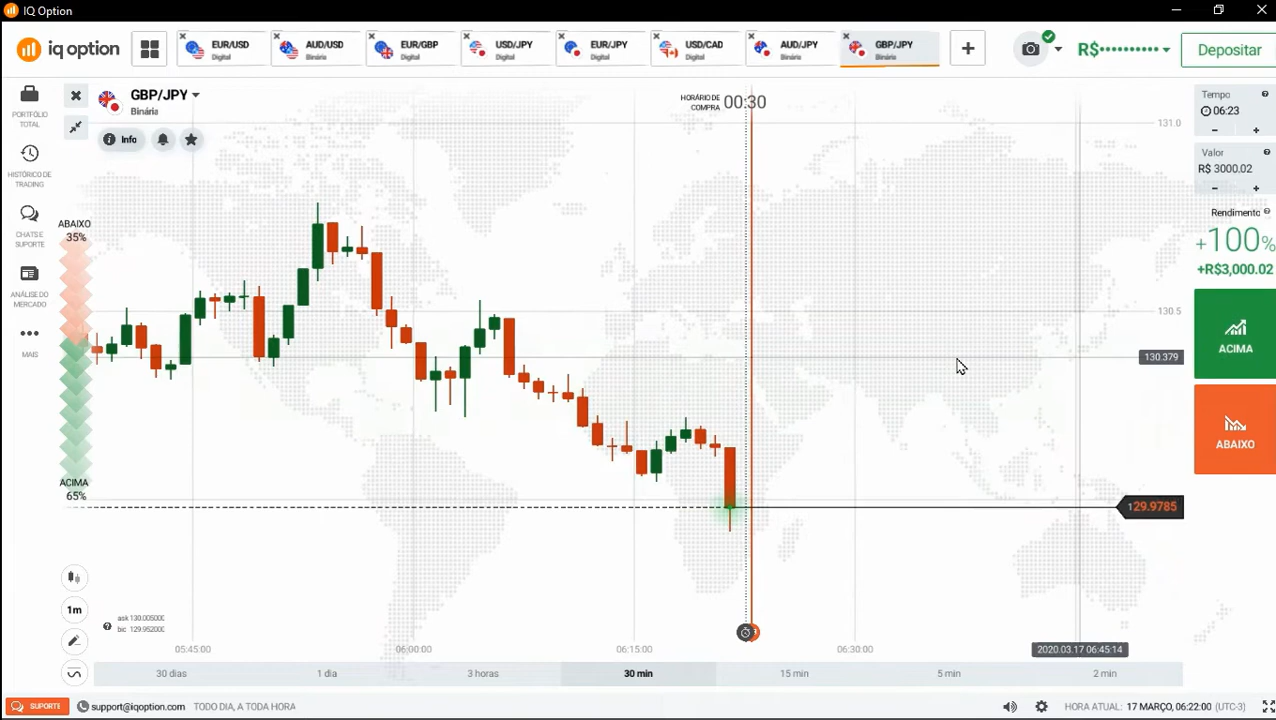 IQ Option
iq option
EUR/USD
Digital
AUD/USD
Binária
EUR/GBP
Digital
USD/JPY
Digital
EUR/JPY
Digital
USD/CAD
Digital
AUD/JPY
Binária
GBP/JPY
Binária
R$••••••••••
Depositar
PORTFÓLIO
TOTAL
HISTÓRICO DE
TRADING
CHATS E
SUPORTE
ANÁLISE DO
MERCADO
MAIS
GBP/JPY
Binária
Info
HORÁRIO DE
COMPRA
00:30
ABAIXO
35%
ACIMA
65%
131.0
130.5
130.379
129.9785
Tempo
06:23
Valor
R$ 3000.02
Rendimento
+100%
+R$3,000.02
ACIMA
ABAIXO
1m
ask 130.00500
bic 129.95200
05:45:00
06:00:00
06:15:00
06:30:00
2020.03.17 06:45:14
30 dias
1 dia
3 horas
30 min
15 min
5 min
2 min
SUPORTE
support@iqoption.com
TODO DIA, A TODA HORA
HORA ATUAL: 17 MARÇO, 06:22:00 (UTC-3)